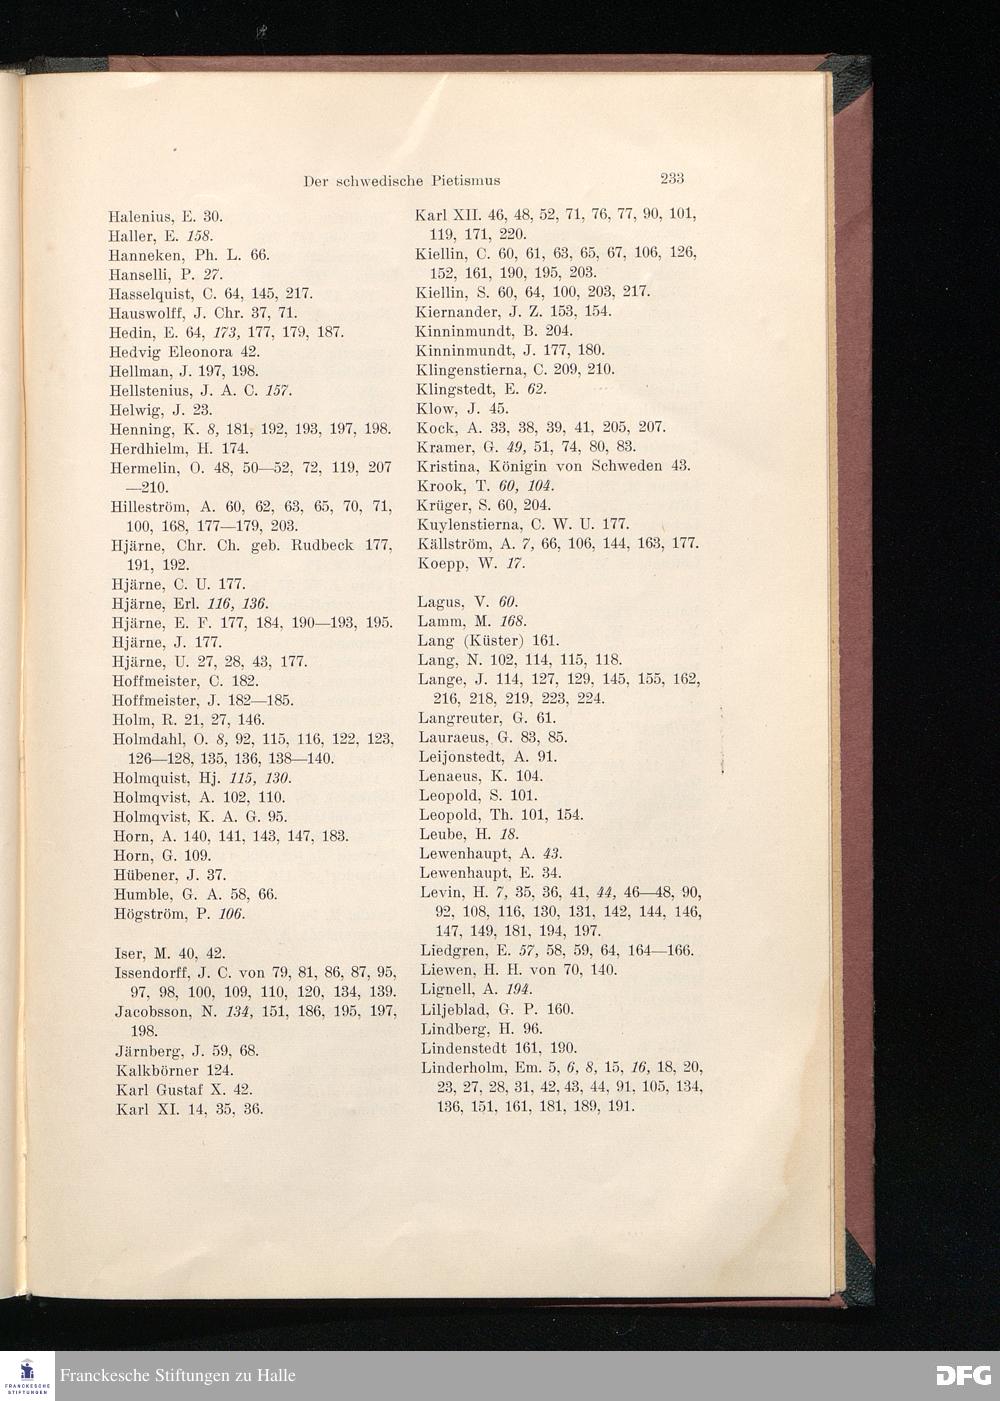 Der schwedische Pietismus 233
Halenius, E. 30.
Haller, E. 158.
Hanneken, Ph. L. 66.
Hanselli, P. 27.
Hasselquist, C. 64, 145, 217.
Hauswolff, J. Chr. 37, 71.
Hedin, E. 64, 173, 177, 179, 187.
Hedvig Eleonora 42.
Hellman, J. 197, 198.
Hellstenius, J. A. C. 157.
Helwig, J. 23.
Henning, K. 8, 181, 192, 193, 197, 198.
Herdhielm, H. 174.
Hermelin, O. 48, 50—52, 72, 119, 207
—210.
Hilleström, A. 60, 62, 63, 65, 70, 71,
100, 168, 177—179, 203.
Hjärne, Chr. Ch. geb. Rudbeck 177,
191, 192.
Hjärne, C. U. 177.
Hjärne, Erl. 116, 136.
Hjärne, E. F. 177, 184, 190—193, 195.
Hjärne, J. 177.
Hjärne, U. 27, 28, 43, 177.
Hoffmeister, C. 182.
Hoffmeister, J. 182—185.
Holm, R. 21, 27, 146.
Holmdahl, O. 8, 92, 115, 116, 122, 123,
126—128, 135, 136, 138—140.
Holmquist, Hj. 115, 130.
Holmqvist, A. 102, 110.
Holmqvist, K. A. G. 95.
Horn, A. 140, 141, 143, 147, 183.
Horn, G. 109.
Hübener, J. 37.
Humble, G. A. 58, 66.
Högström, P. 106.
Iser, M. 40, 42.
Issendorff, J. C. von 79, 81, 86, 87, 95,
97, 98, 100, 109, 110, 120, 134, 139.
Jacobsson, N. 134, 151, 186, 195, 197,
198.
Järnberg, J. 59, 68.
Kalkbörner 124.
Karl Gustaf X. 42.
Karl XI. 14, 35, 36.
Karl XII. 46, 48, 52, 71, 76, 77, 90, 101,
119, 171, 220.
Kiellin, C. 60, 61, 63, 65, 67, 106, 126,
152, 161, 190, 195, 203.
Kiellin, S. 60, 64, 100, 203, 217.
Kiernander, J. Z. 153, 154.
Kinninmundt, B. 204.
Kinninmundt, J. 177, 180.
Klingenstierna, C. 209, 210.
Klingstedt, E. 62.
Klow, J. 45.
Kock, A. 33, 38, 39, 41, 205, 207.
Kramer, G. 49, 51, 74, 80, 83.
Kristina, Königin von Schweden 43.
Krook, T. 60, 104.
Krüger, S. 60, 204.
Kuylenstierna, C. W. U. 177.
Källström, A. 7, 66, 106, 144, 163, 177.
Koepp, W. 17.
Lagus, V. 60.
Lamm, M. 168.
Lang (Küster) 161.
Lang, N. 102, 114, 115, 118.
Lange, J. 114, 127, 129, 145, 155, 162,
216, 218, 219, 223, 224.
Langreuter, G. 61.
Lauraeus, G. 83, 85.
Leijonstedt, A. 91.
Lenaeus, K. 104.
Leopold, S. 101.
Leopold, Th. 101, 154.
Leube, H. 18.
Lewenhaupt, A. 43.
Lewenhaupt, E. 34.
Levin, H. 7, 35, 36, 41, 44, 46—48, 90,
92, 108, 116, 130, 131, 142, 144, 146,
147, 149, 181, 194, 197.
Liedgren, E. 57, 58, 59, 64, 164—166.
Liewen, H. H. von 70, 140.
Lignell, A. 194.
Liljeblad, G. P. 160.
Lindberg, H. 96.
Lindenstedt 161, 190.
Linderholm, Em. 5, 6, 8, 15, 16, 18, 20,
23, 27, 28, 31, 42, 43, 44, 91, 105, 134,
136, 151, 161, 181, 189, 191.
FRANCKESCHE
STIFTUNGEN
Franckesche Stiftungen zu Halle
DFG